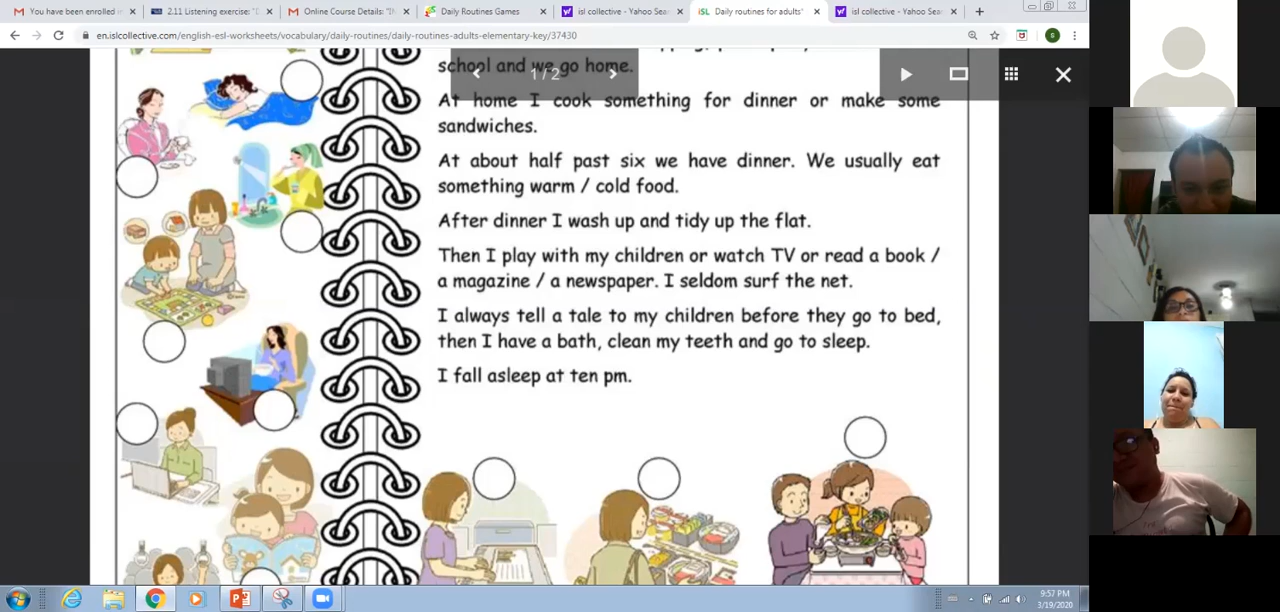 You have been enrolled in
2.11 Listening exercise: "D
Online Course Details: "[M
Daily Routines Games
isl collective - Yahoo Sear
Daily routines for adults'
isl collective - Yahoo Sear
en.islcollective.com/english-esl-worksheets/vocabulary/daily-routines/daily-routines-adults-elementary-key/37430
1 / 2
school and we go home.
At home I cook something for dinner or make some
sandwiches.
At about half past six we have dinner. We usually eat
something warm / cold food.
After dinner I wash up and tidy up the flat.
Then I play with my children or watch TV or read a book /
a magazine / a newspaper. I seldom surf the net.
I always tell a tale to my children before they go to bed,
then I have a bath, clean my teeth and go to sleep.
I fall asleep at ten pm.
9:57 PM
3/19/2020